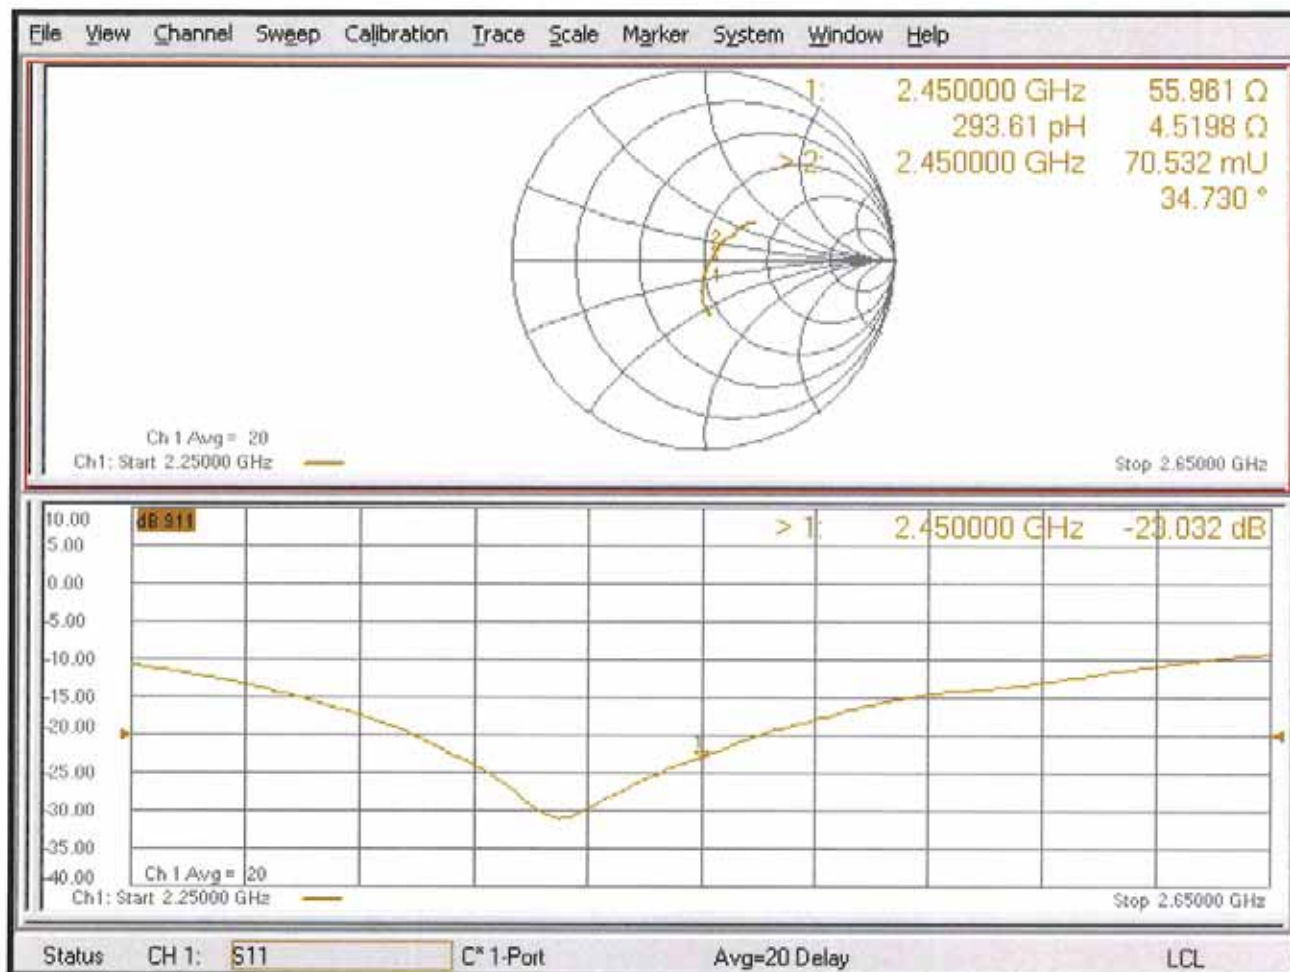 File View Channel Sweep Calibration Trace Scale Marker System Window Help
1: 2.450000 GHz 55.961 Ω
293.61 pH 4.5198 Ω
> 2: 2.450000 GHz 70.532 mU
34.730 °
2
1
Ch 1 Avg = 20
Ch1: Start 2.25000 GHz
Stop 2.65000 GHz
10.00
dB S11
> 1: 2.450000 GHz -23.032 dB
5.00
0.00
-5.00
-10.00
-15.00
-20.00
1
-25.00
-30.00
-35.00
-40.00
Ch 1 Avg = 20
Ch1: Start 2.25000 GHz
Stop 2.65000 GHz
Status CH 1: S11 C* 1-Port Avg=20 Delay LCL